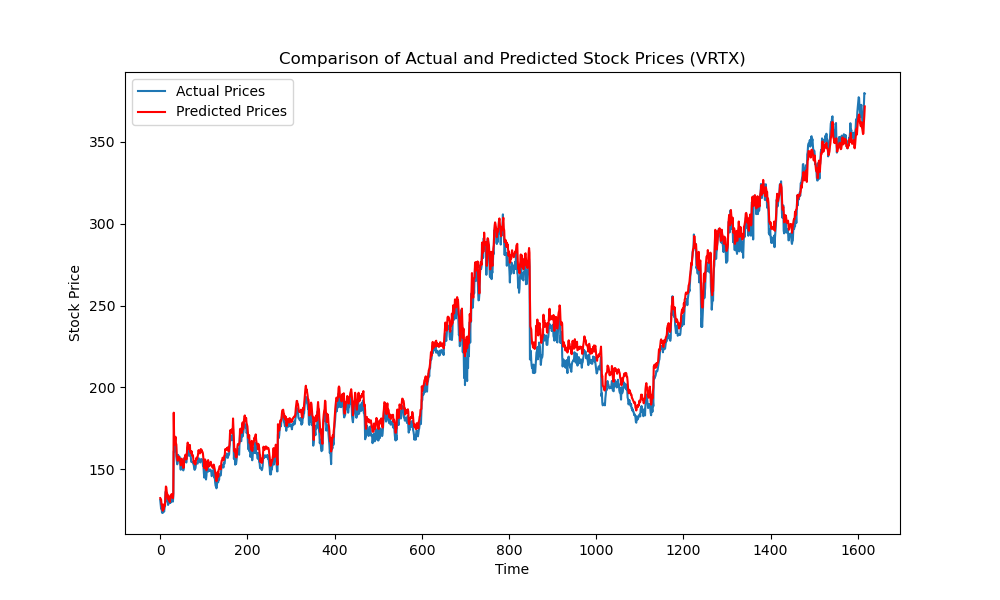 Comparison of Actual and Predicted Stock Prices (VRTX)
Actual Prices
Predicted Prices
Stock Price
350
300
250
200
150
0 200 400 600 800 1000 1200 1400 1600
Time